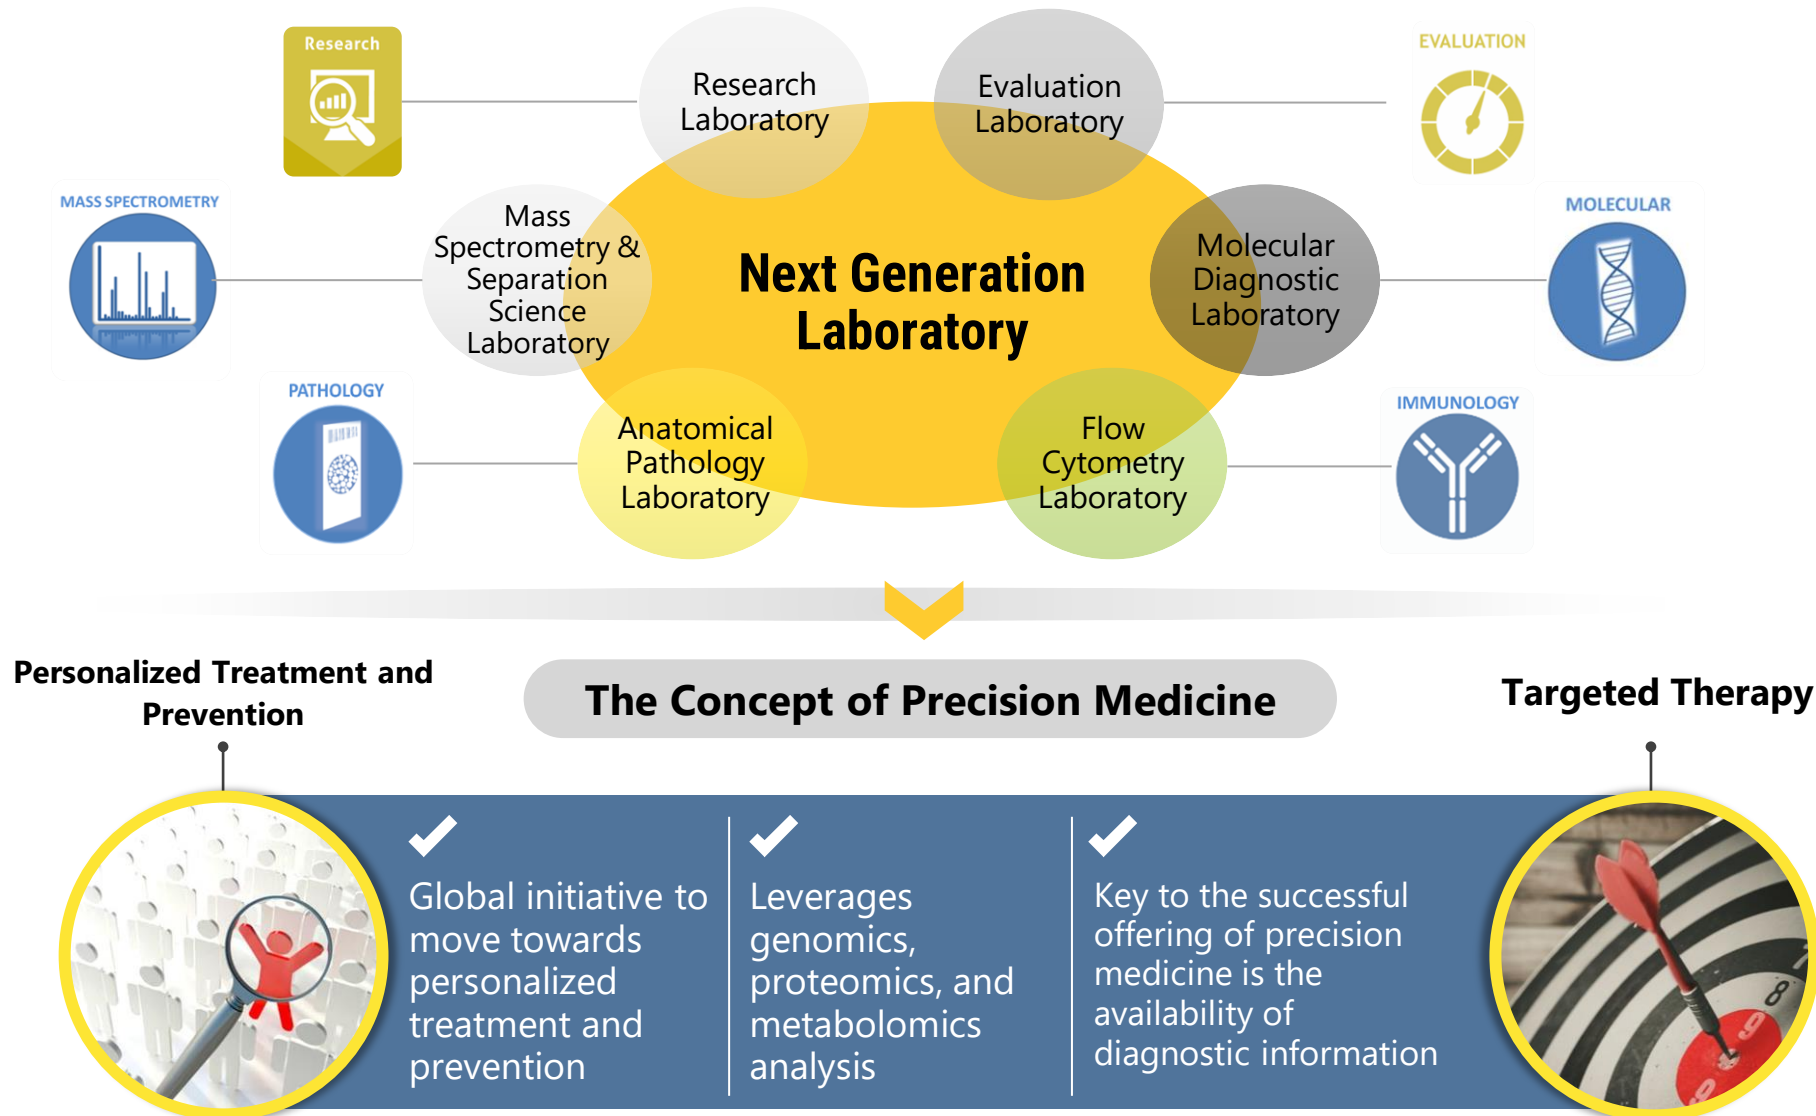 Research
Research
Laboratory
Evaluation
Laboratory
EVALUATION
MASS SPECTROMETRY
Mass
Spectrometry &
Separation
Science
Laboratory
Next Generation
Laboratory
Molecular
Diagnostic
Laboratory
MOLECULAR
PATHOLOGY
Anatomical
Pathology
Laboratory
Flow
Cytometry
Laboratory
IMMUNOLOGY
Personalized Treatment and
Prevention
The Concept of Precision Medicine
Targeted Therapy
Global initiative to
move towards
personalized
treatment and
prevention
Leverages
genomics,
proteomics, and
metabolomics
analysis
Key to the successful
offering of precision
medicine is the
availability of
diagnostic information
8
9